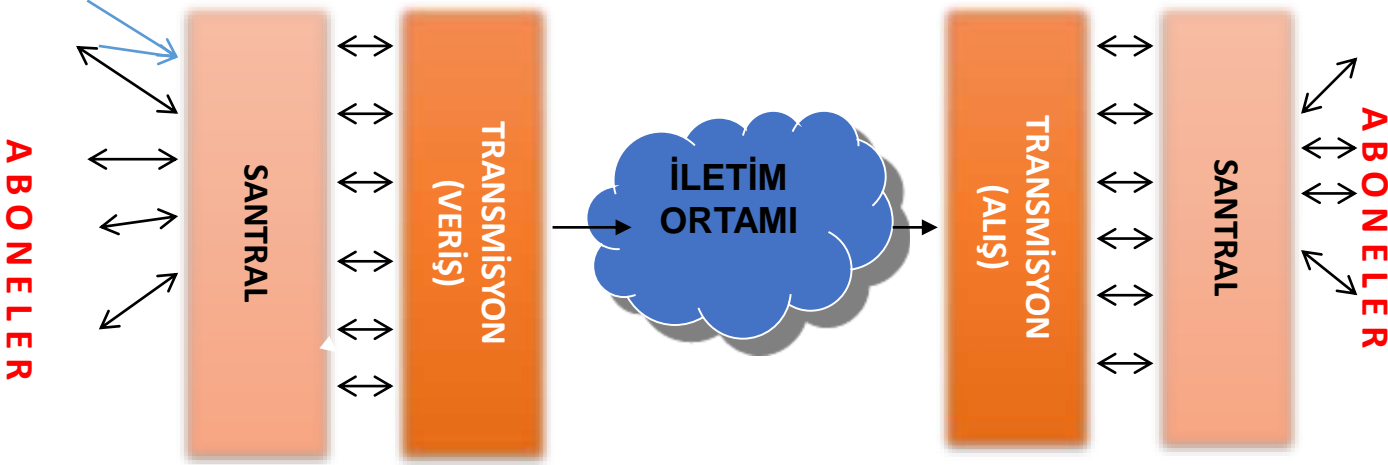 ABONELER
SANTRAL
TRANSMİSYON
(VERİŞ)
İLETİM
ORTAMI
TRANSMİSYON
(ALIŞ)
SANTRAL
ABONELER